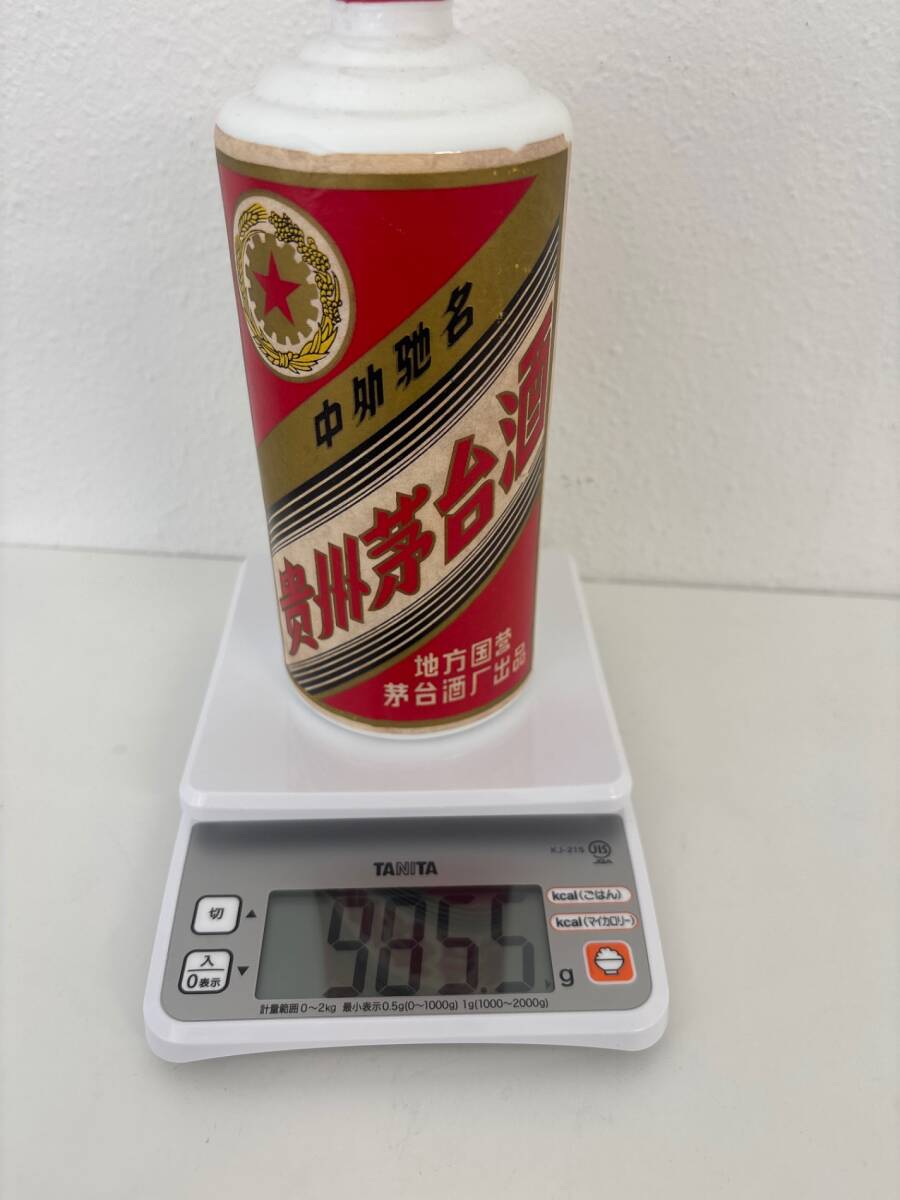 中外驰名
贵州茅台酒
地方国营
茅台酒厂出品
KJ-215
JIS
TANITA
切
入
0表示
985.5
g
kcal(ごはん)
kcal(マイカロリー)
計量範囲 0～2kg 最小表示0.5g(0～1000g) 1g(1000～2000g)